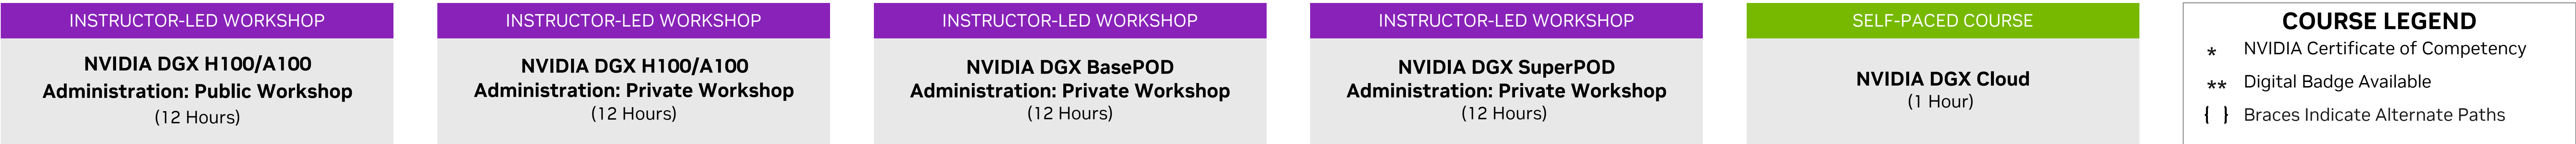 INSTRUCTOR-LED WORKSHOP
NVIDIA DGX H100/A100
Administration: Public Workshop
(12 Hours)
INSTRUCTOR-LED WORKSHOP
NVIDIA DGX H100/A100
Administration: Private Workshop
(12 Hours)
INSTRUCTOR-LED WORKSHOP
NVIDIA DGX BasePOD
Administration: Private Workshop
(12 Hours)
INSTRUCTOR-LED WORKSHOP
NVIDIA DGX SuperPOD
Administration: Private Workshop
(12 Hours)
SELF-PACED COURSE
NVIDIA DGX Cloud
(1 Hour)
COURSE LEGEND
* NVIDIA Certificate of Competency
** Digital Badge Available
{ } Braces Indicate Alternate Paths